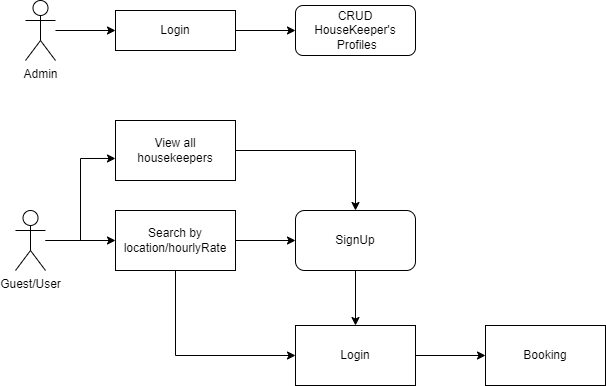 Admin
Login
CRUD
HouseKeeper's
Profiles
View all
housekeepers
Guest/User
Search by
location/hourlyRate
SignUp
Login
Booking